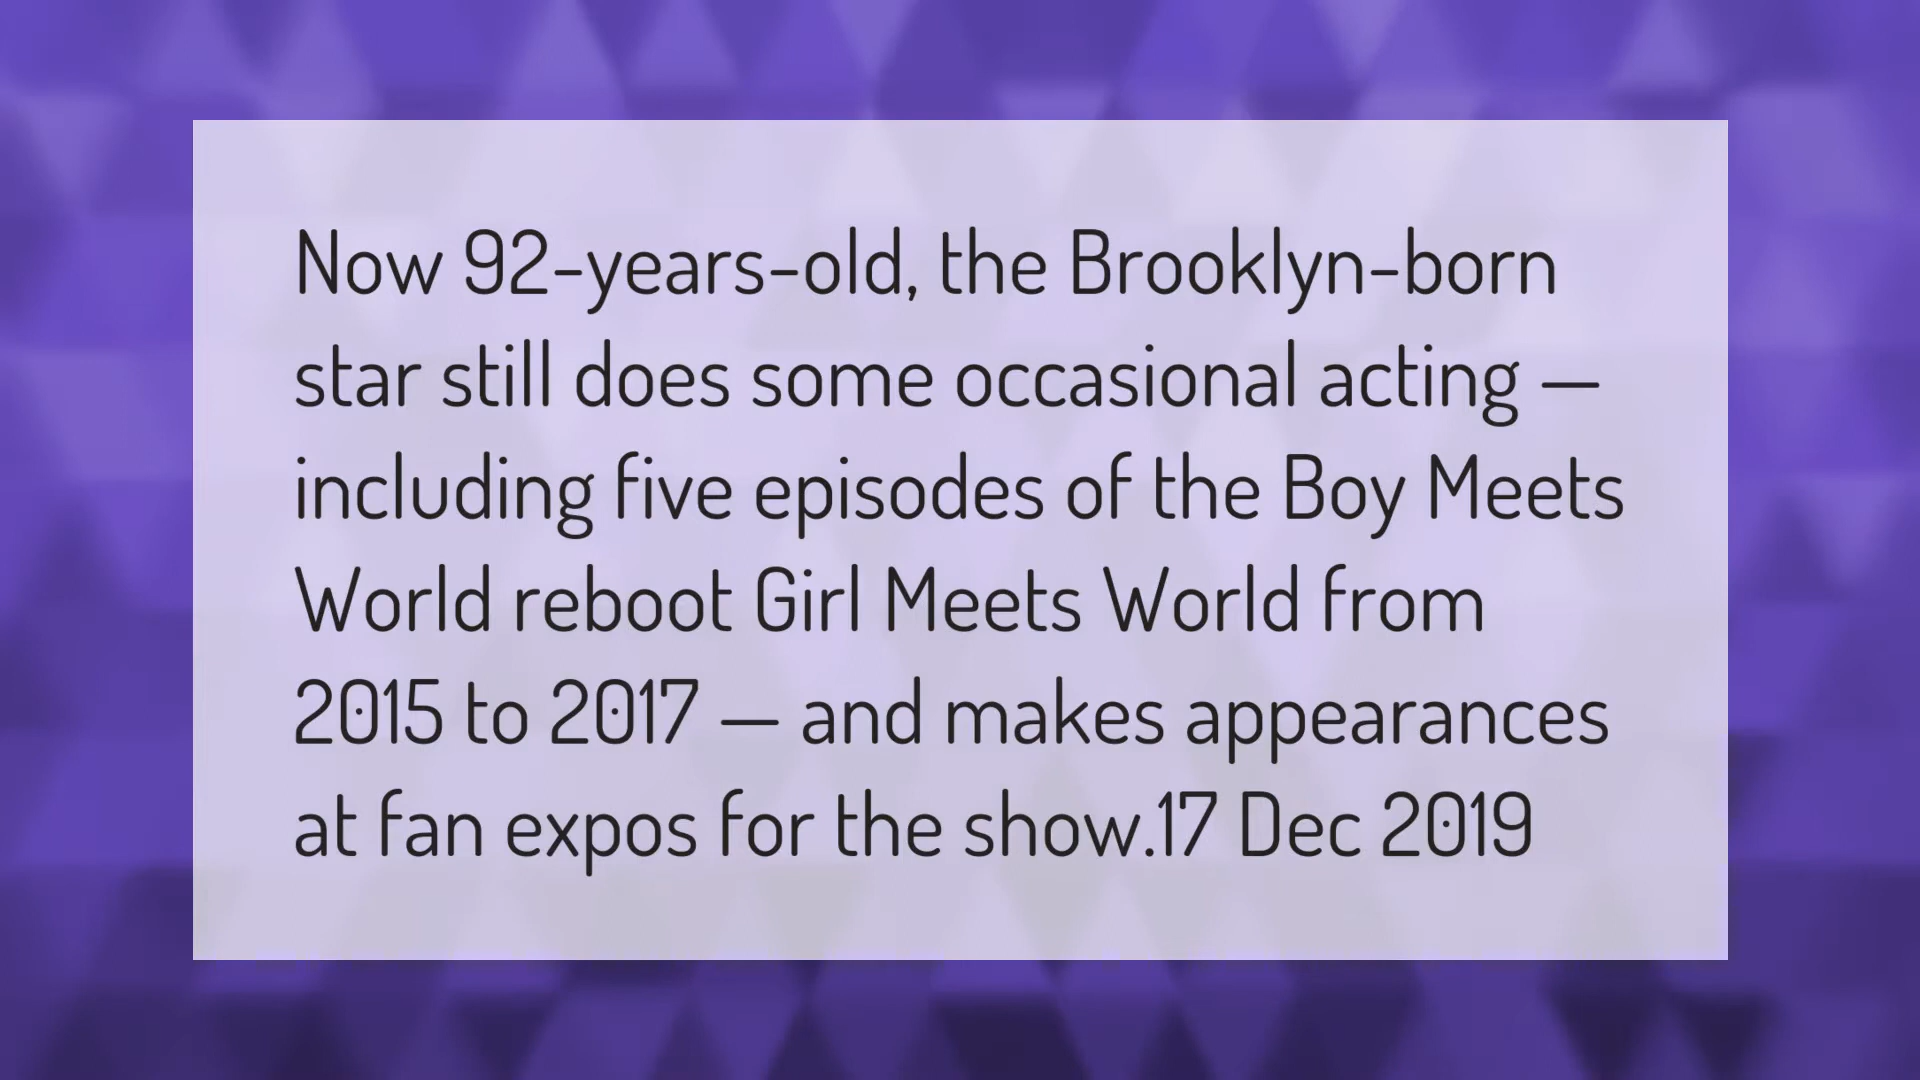 Now 92-years-old, the Brooklyn-born
star still does some occasional acting —
including five episodes of the Boy Meets
World reboot Girl Meets World from
2015 to 2017 — and makes appearances
at fan expos for the show.17 Dec 2019